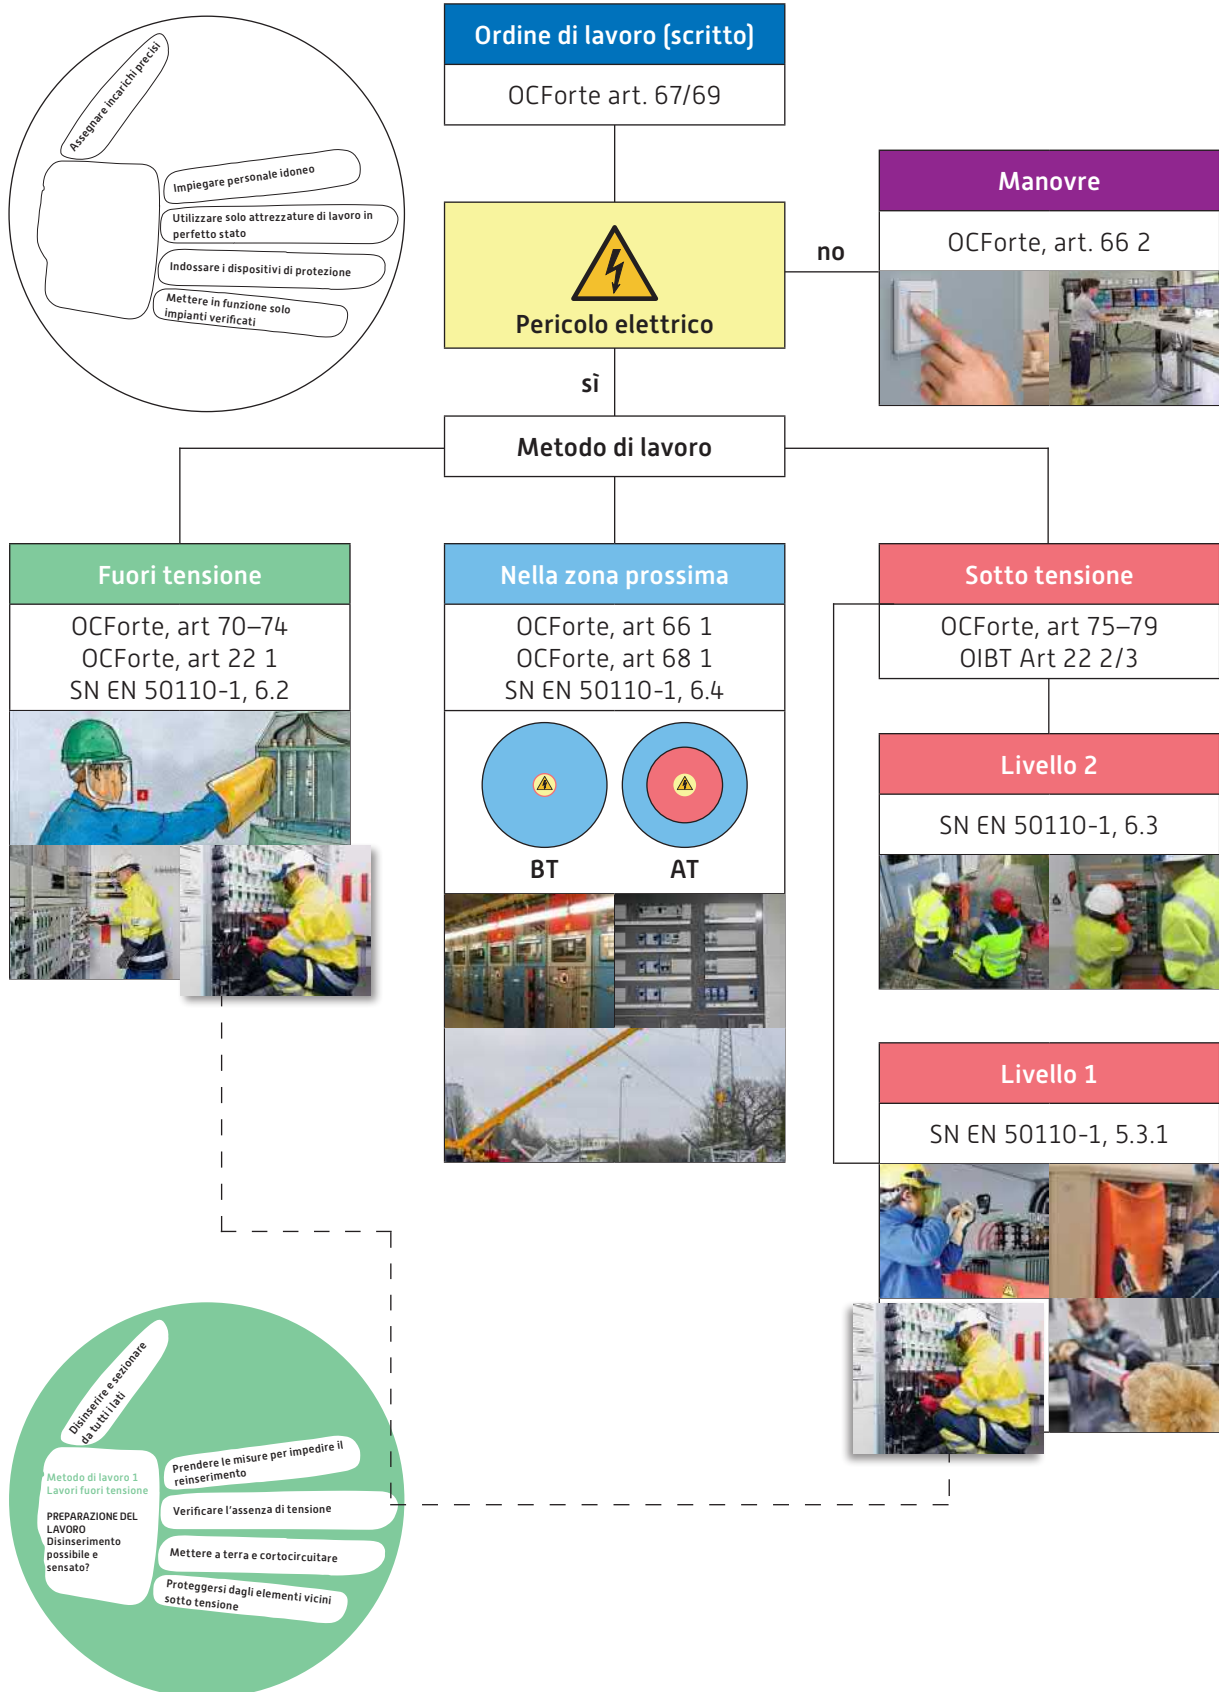 Ordine di lavoro (scritto)
OCForte art. 67/69
Assegnare incarichi precisi
Impiegare personale idoneo
Utilizzare solo attrezzature di lavoro in
perfetto stato
Indossare i dispositivi di protezione
Mettere in funzione solo
impianti verificati
Pericolo elettrico
no
Manovre
OCForte, art. 66 2
sì
Metodo di lavoro
Fuori tensione
OCForte, art 70–74
OCForte, art 22 1
SN EN 50110-1, 6.2
4
Nella zona prossima
OCForte, art 66 1
OCForte, art 68 1
SN EN 50110-1, 6.4
BT
AT
Sotto tensione
OCForte, art 75–79
OIBT Art 22 2/3
Livello 2
SN EN 50110-1, 6.3
Livello 1
SN EN 50110-1, 5.3.1
Disinserire e sezionare
da tutti i lati
Metodo di lavoro 1
Lavori fuori tensione
PREPARAZIONE DEL
LAVORO
Disinserimento
possibile e
sensato?
Prendere le misure per impedire il
reinserimento
Verificare l'assenza di tensione
Mettere a terra e cortocircuitare
Proteggersi dagli elementi vicini
sotto tensione